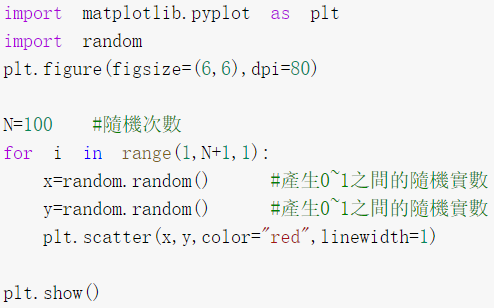 import matplotlib.pyplot as plt
import random
plt.figure(figsize=(6,6),dpi=80)
N=100 #隨機次數
for i in range(1,N+1,1):
x=random.random() #產生0~1之間的隨機實數
y=random.random() #產生0~1之間的隨機實數
plt.scatter(x,y,color="red",linewidth=1)
plt.show()